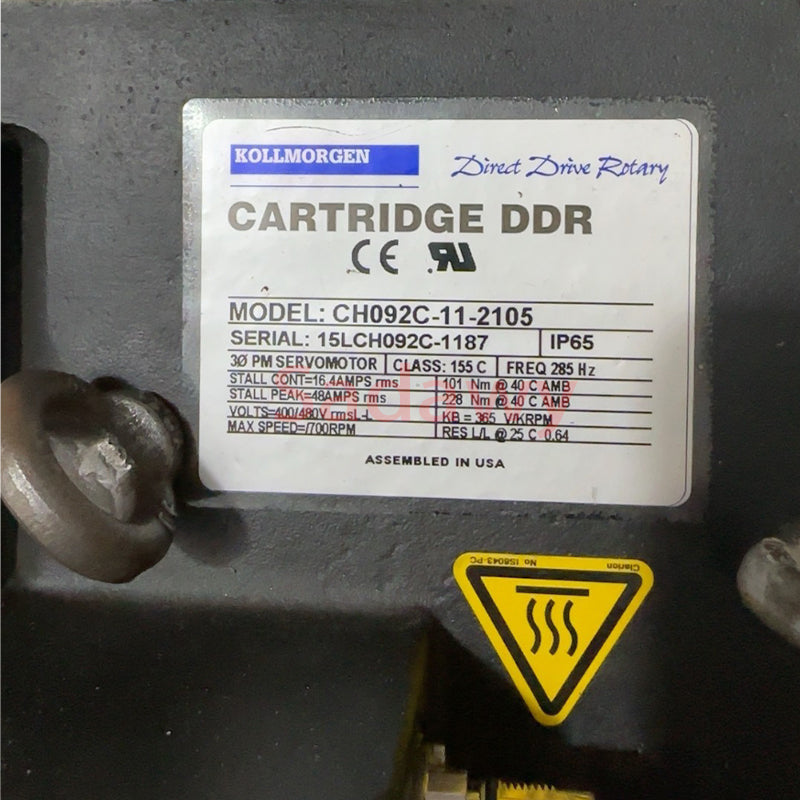 KOLLMORGEN
Direct Drive Rotary
CARTRIDGE DDR
CE RU
MODEL: CH092C-11-2105
SERIAL: 15LCH092C-1187 IP65
3Ø PM SERVOMOTOR CLASS: 155 C FREQ 285 Hz
STALL CONT=16.4AMPS rms 101 Nm @ 40 C AMB
STALL PEAK=48AMPS rms 228 Nm @ 40 C AMB
VOLTS=400/480V rms L-L KB = 365 V/KRPM
MAX SPEED=/700RPM RES L/L @ 25 C 0.64
ASSEMBLED IN USA
Clarion No. IS6043-PC